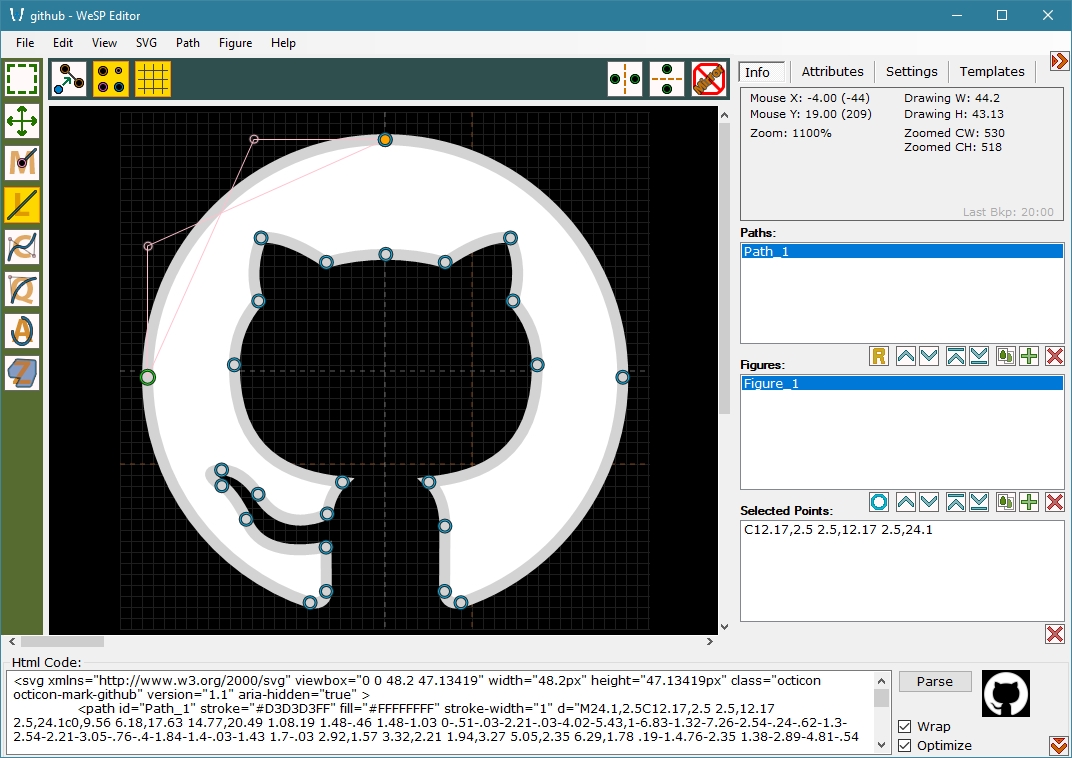 github - WeSP Editor
File Edit View SVG Path Figure Help
Info Attributes Settings Templates
Mouse X: -4.00 (-44) Drawing W: 44.2
Mouse Y: 19.00 (209) Drawing H: 43.13
Zoom: 1100% Zoomed CW: 530
Zoomed CH: 518
Last Bkp: 20:00
Paths:
Path_1
R
Figures:
Figure_1
Selected Points:
C12.17,2.5 2.5,12.17 2.5,24.1
M
L
C
Q
A
Z
Html Code:
<svg xmlns="http://www.w3.org/2000/svg" viewbox="0 0 48.2 47.13419" width="48.2px" height="47.13419px" class="octicon
octicon-mark-github" version="1.1" aria-hidden="true" >
<path id="Path_1" stroke="#D3D3D3FF" fill="#FFFFFFFF" stroke-width="1" d="M24.1,2.5C12.17,2.5 2.5,12.17
2.5,24.1c0,9.56 6.18,17.63 14.77,20.49 1.08.19 1.48-.46 1.48-1.03 0-.51-.03-2.21-.03-4.02-5.43,1-6.83-1.32-7.26-2.54-.24-.62-1.3-
2.54-2.21-3.05-.76-.4-1.84-1.4-.03-1.43 1.7-.03 2.92,1.57 3.32,2.21 1.94,3.27 5.05,2.35 6.29,1.78 .19-1.4.76-2.35 1.38-2.89-4.81-.54
Parse
Wrap
Optimize